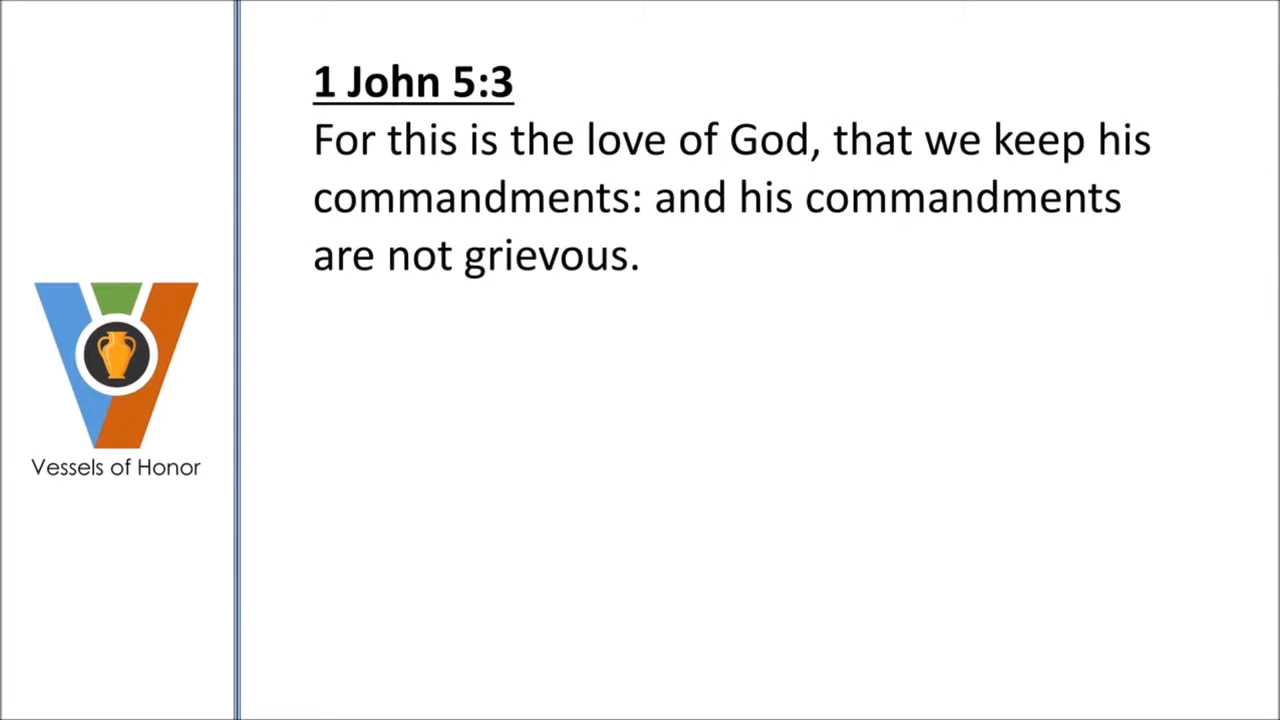 1 John 5:3
For this is the love of God, that we keep his
commandments: and his commandments
are not grievous.
Vessels of Honor